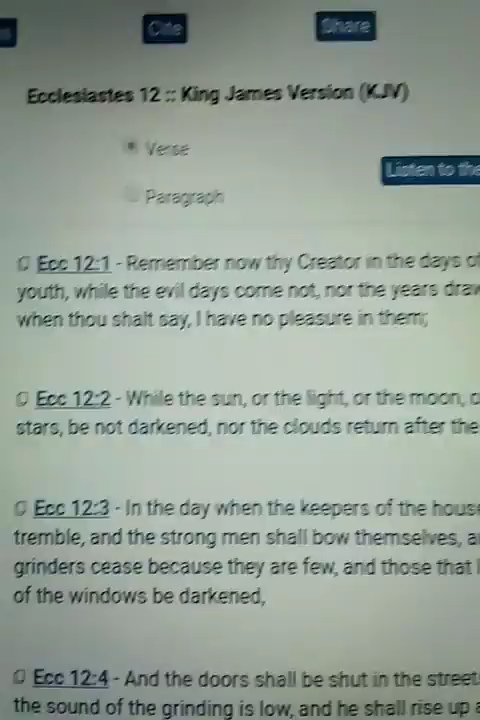 Cite Share
Ecclesiastes 12 :: King James Version (KJV)
Verse
Listen to the
Paragraph
Ecc 12:1 - Remember now thy Creator in the days of
youth, while the evil days come not, nor the years draw
when thou shalt say, I have no pleasure in them;
Ecc 12:2 - While the sun, or the light, or the moon,
stars, be not darkened, nor the clouds return after the
Ecc 12:3 - In the day when the keepers of the house
tremble, and the strong men shall bow themselves,
grinders cease because they are few, and those that
of the windows be darkened,
Ecc 12:4 - And the doors shall be shut in the street
the sound of the grinding is low, and he shall rise up